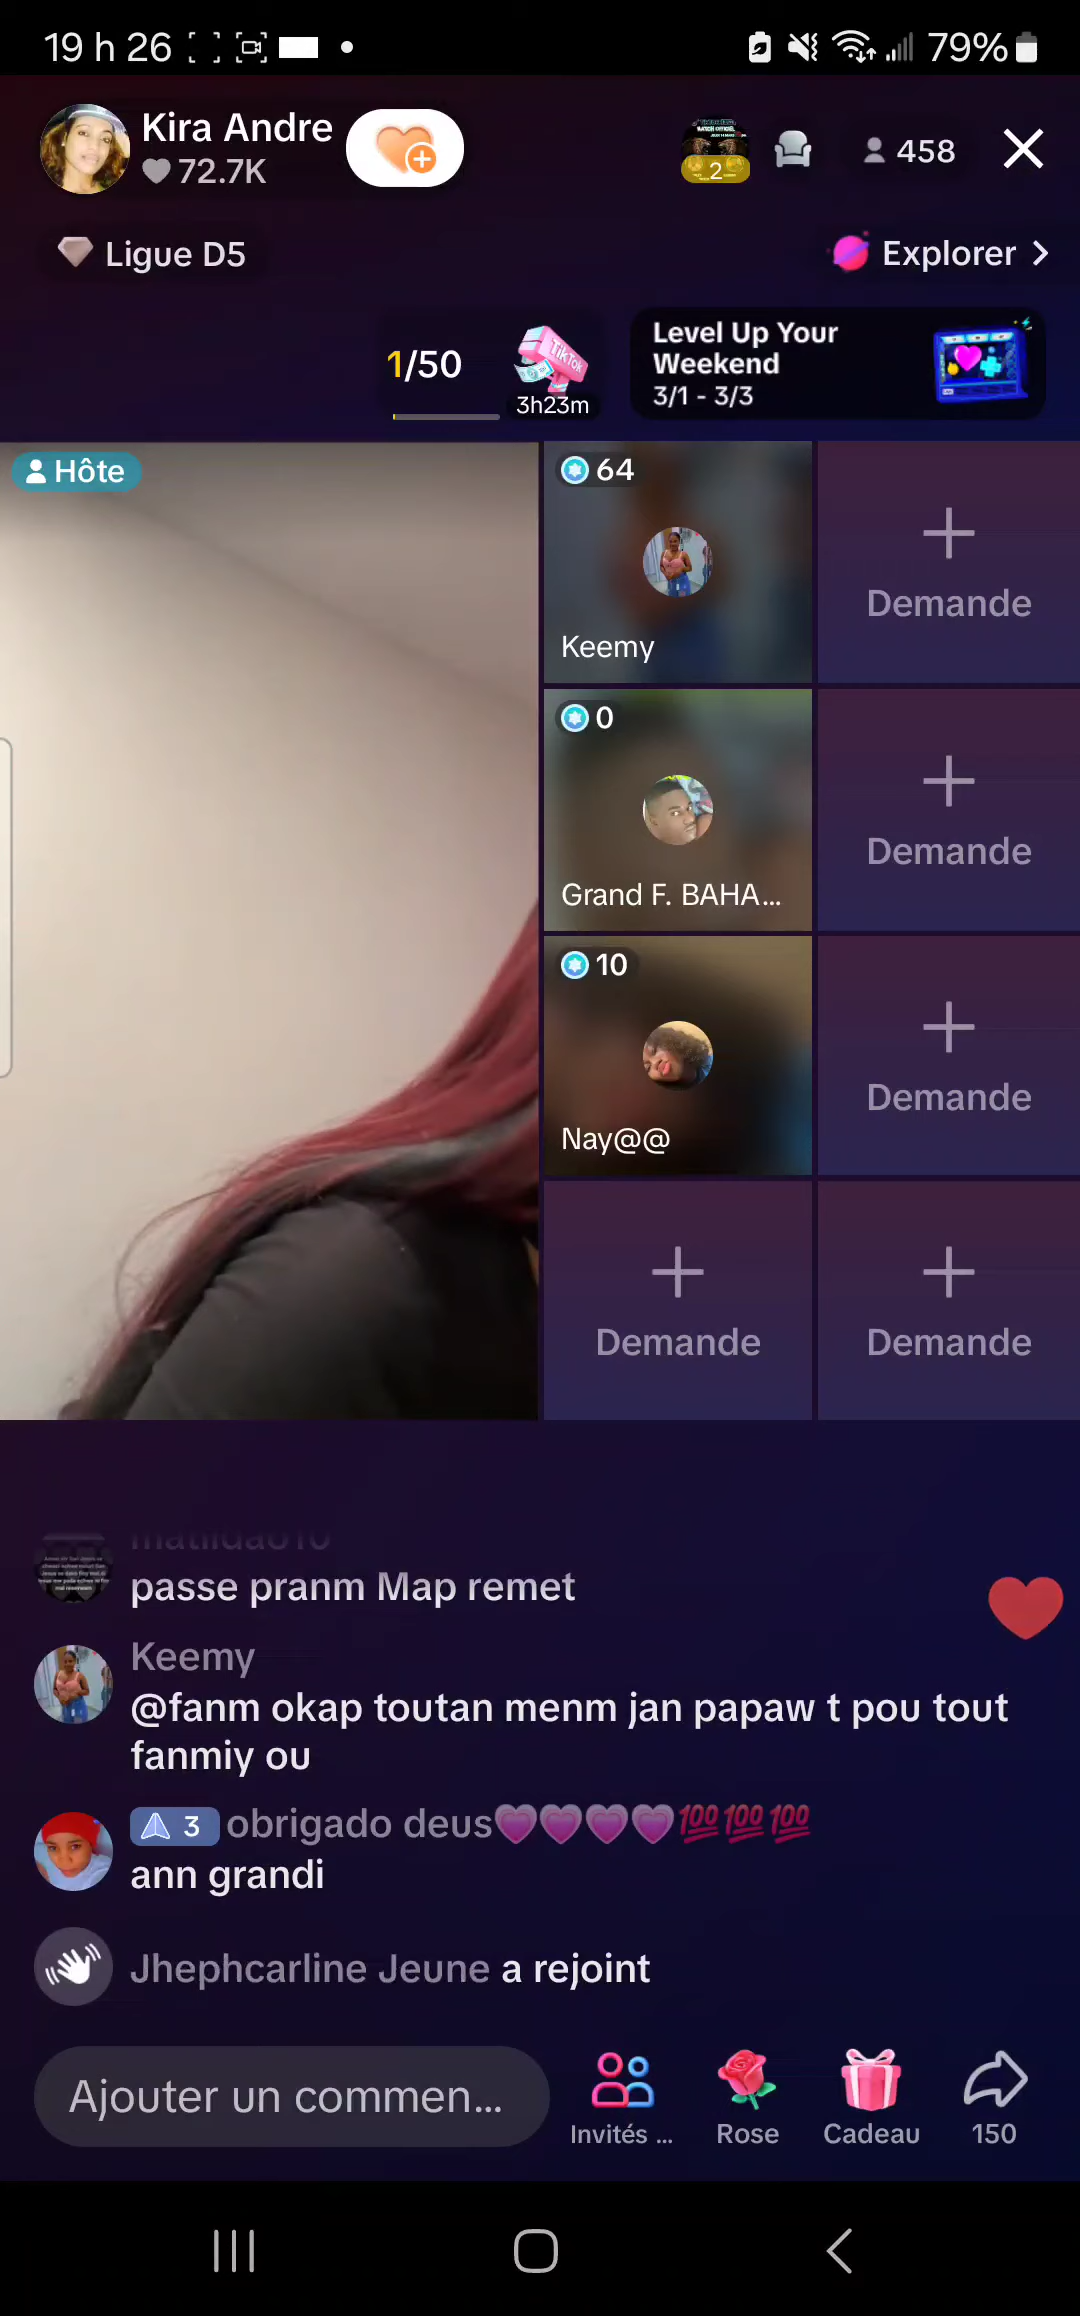 19 h 26
79%
Kira Andre
72.7K
2
458
Ligue D5
Explorer
1/50
TikTok
3h23m
Level Up Your
Weekend
3/1 - 3/3
Hôte
64
Keemy
Demande
0
Grand F. BAHA...
Demande
10
Nay@@
Demande
Demande
Demande
passe pranm Map remet
Keemy
@fanm okap toutan menm jan papaw t pou tout
fanmiy ou
3 obrigado deus💗💗💗💗💯💯💯
ann grandi
Jhephcarline Jeune a rejoint
Ajouter un commen...
Invités ...
Rose
Cadeau
150